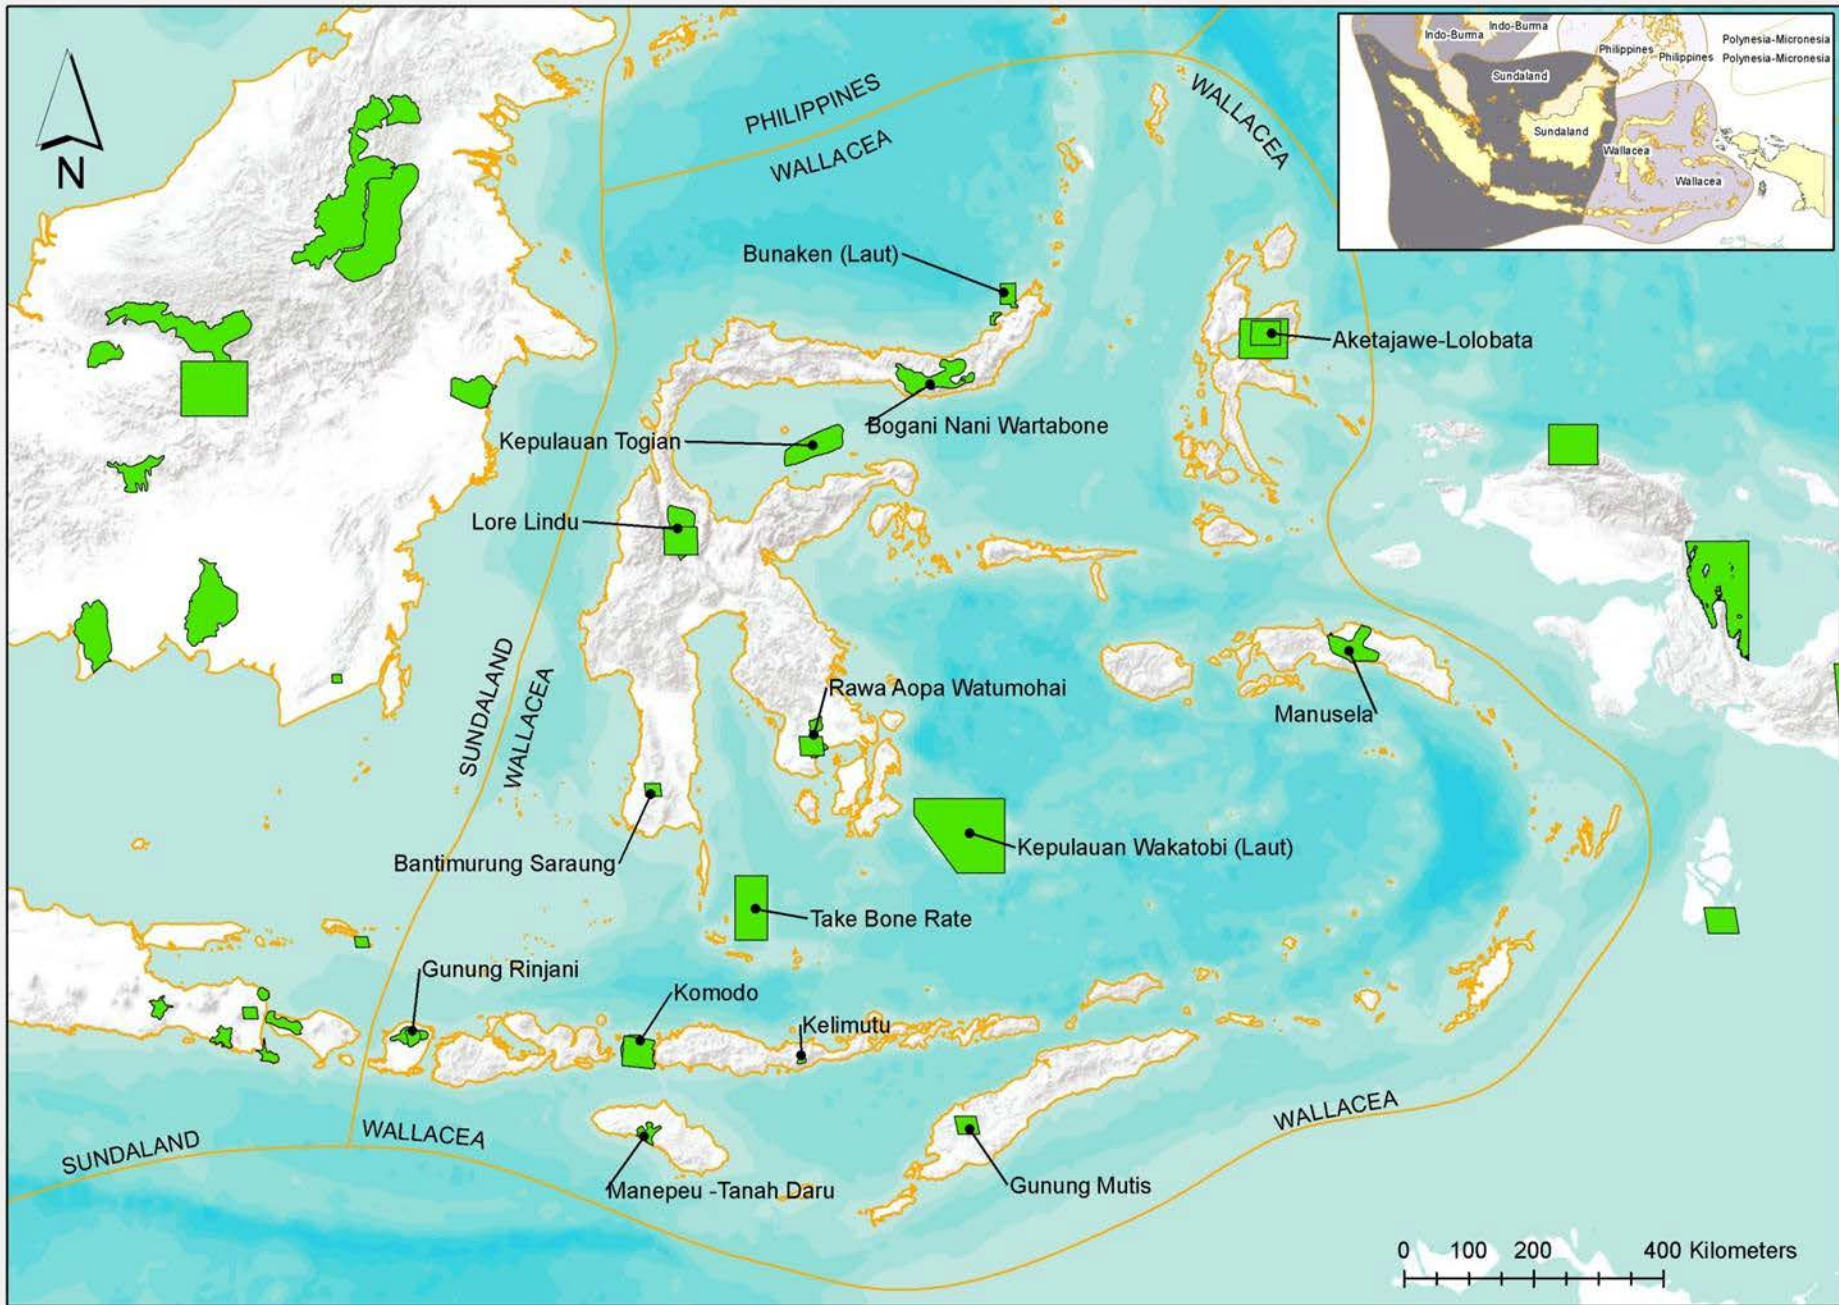 Indo-Burma
Indo-Burma
Philippines
Philippines
Polynesia-Micronesia
Polynesia-Micronesia
Sundaland
Sundaland
Wallacea
Wallacea
N
PHILIPPINES
WALLACEA
WALLACEA
Bunaken (Laut)
Aketajawe-Lolobata
Bogani Nani Wartabone
Kepulauan Togian
Lore Lindu
SUNDALAND
WALLACEA
Rawa Aopa Watumohai
Manusela
Bantimurung Saraung
Kepulauan Wakatobi (Laut)
Take Bone Rate
Gunung Rinjani
Komodo
Kelimutu
SUNDALAND
WALLACEA
WALLACEA
Manepeu -Tanah Daru
Gunung Mutis
0 100 200 400 Kilometers